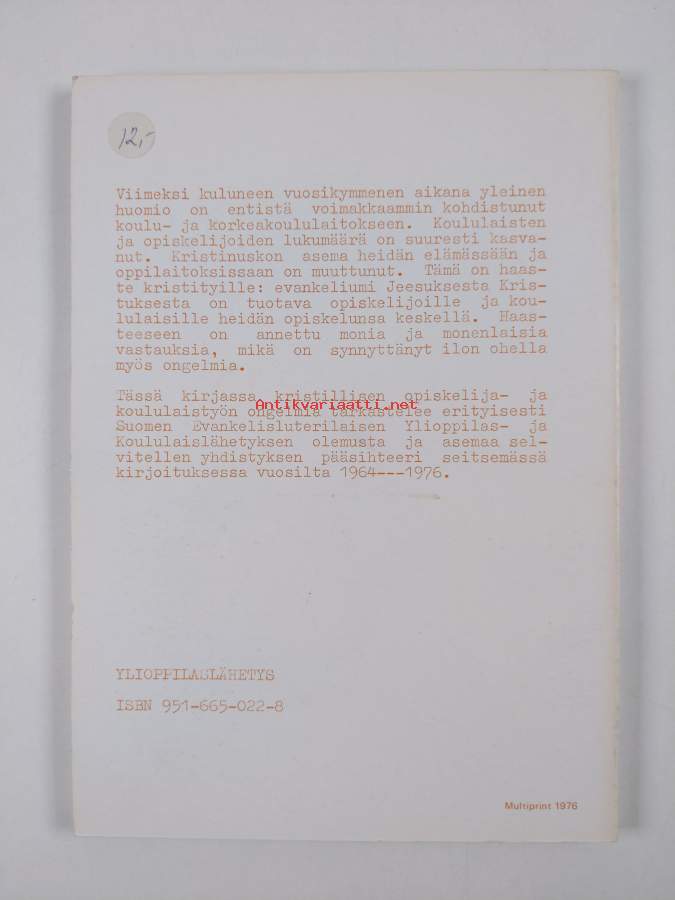 12,-
Viimeksi kuluneen vuosikymmenen aikana yleinen
huomio on entistä voimakkaammin kohdistunut
koulu- ja korkeakoululaitokseen. Koululaisten
ja opiskelijoiden lukumäärä on suuresti kasva-
nut. Kristinuskon asema heidän elämässään ja
oppilaitoksissaan on muuttunut. Tämä on haas-
te kristityille: evankeliumi Jeesuksesta Kris-
tuksesta on tuotava opiskelijoille ja kou-
lulaisille heidän opiskelunsa keskellä. Haas-
teeseen on annettu monia ja monenlaisia
vastauksia, mikä on synnyttänyt ilon ohella
myös ongelmia.
Tässä kirjassa kristillisen opiskelija- ja
Antikvariaatti.net
koululaistyön ongelmia tarkastelee erityisesti
Suomen Evankelisluterilaisen Ylioppilas- ja
Koululaislähetyksen olemusta ja asemaa sel-
vitellen yhdistyksen pääsihteeri seitsemässä
kirjoituksessa vuosilta 1964---1976.
YLIOPPILASLÄHETYS
ISBN 951-665-022-8
Multiprint 1976